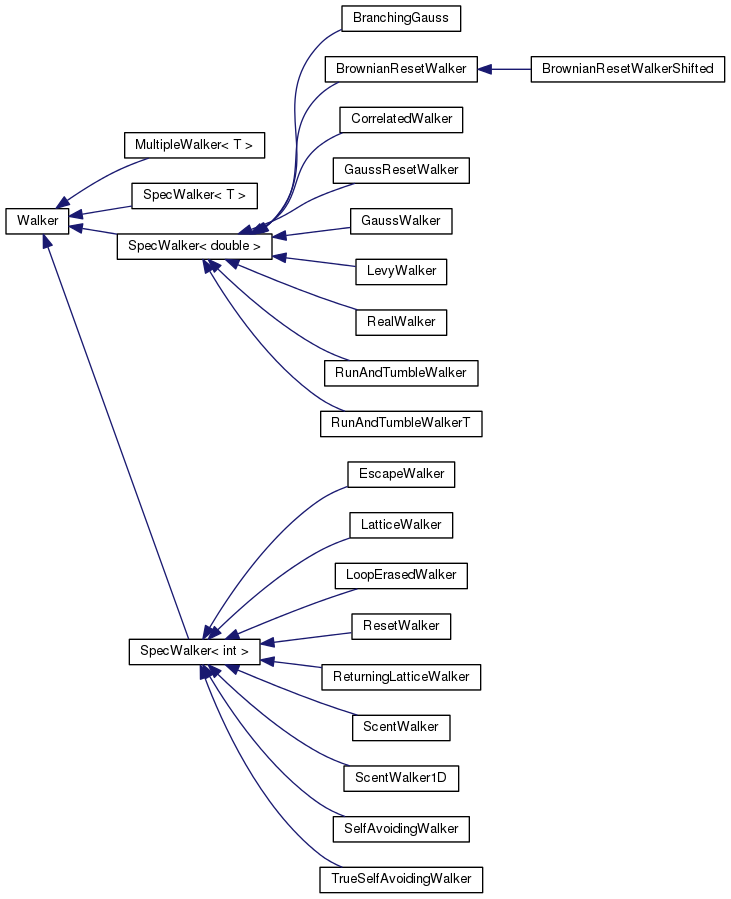 BranchingGauss
BrownianResetWalker
BrownianResetWalkerShifted
CorrelatedWalker
MultipleWalker< T >
GaussResetWalker
SpecWalker< T >
Walker
GaussWalker
SpecWalker< double >
LevyWalker
RealWalker
RunAndTumbleWalker
RunAndTumbleWalkerT
EscapeWalker
LatticeWalker
LoopErasedWalker
ResetWalker
SpecWalker< int >
ReturningLatticeWalker
ScentWalker
ScentWalker1D
SelfAvoidingWalker
TrueSelfAvoidingWalker